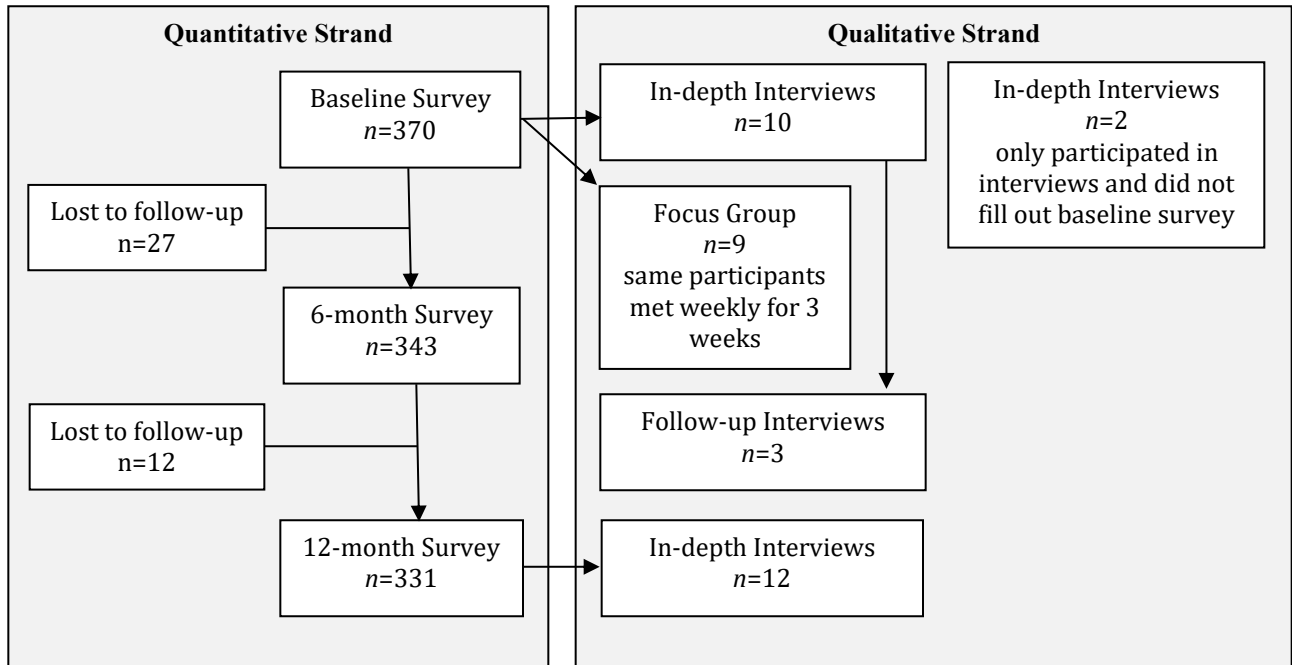 Quantitative Strand
Baseline Survey
n=370
Lost to follow-up
n=27
6-month Survey
n=343
Lost to follow-up
n=12
12-month Survey
n=331
Qualitative Strand
In-depth Interviews
n=10
In-depth Interviews
n=2
only participated in
interviews and did not
fill out baseline survey
Focus Group
n=9
same participants
met weekly for 3
weeks
Follow-up Interviews
n=3
In-depth Interviews
n=12